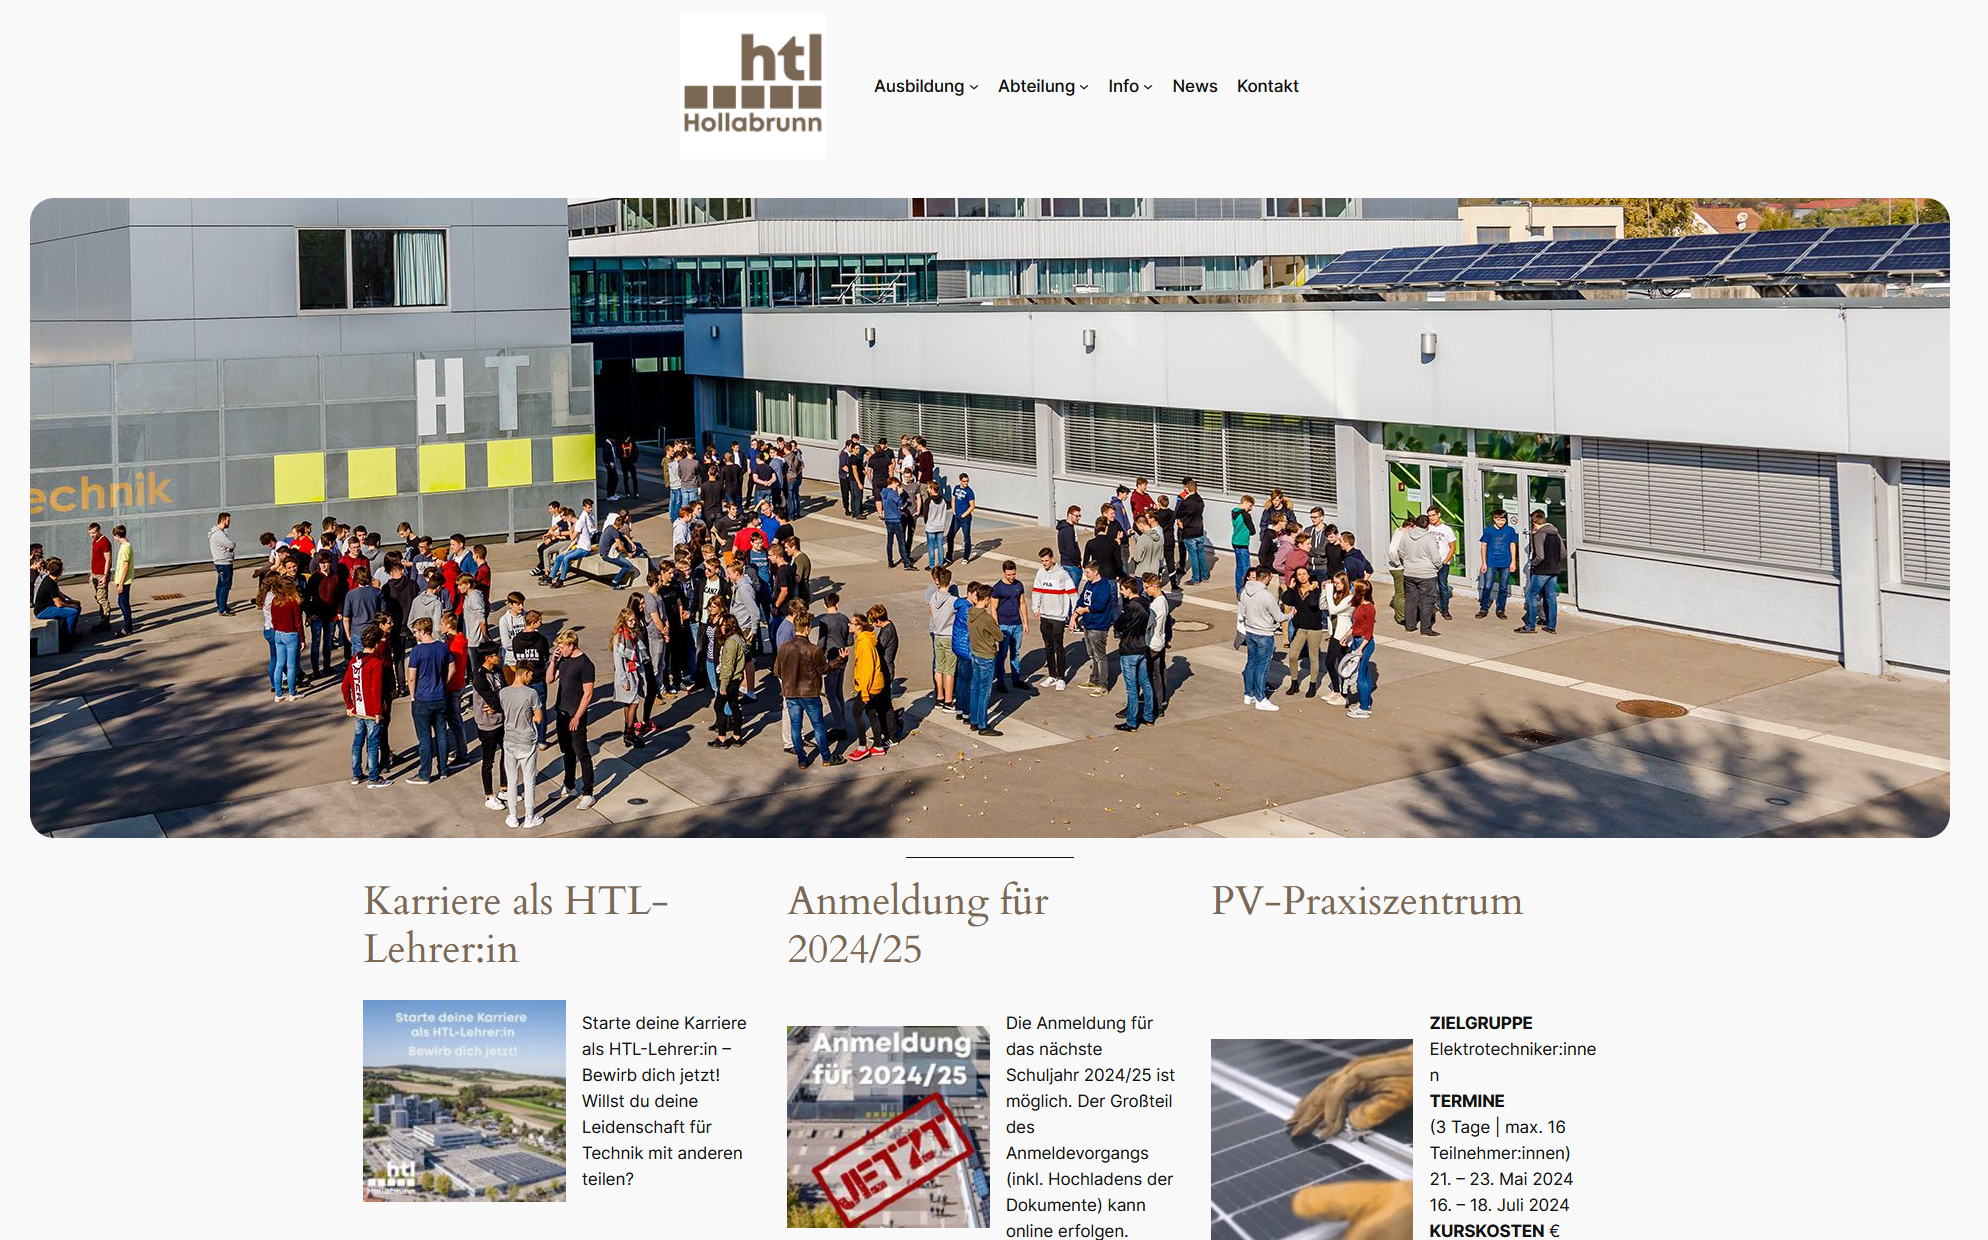 htl
Hollabrunn
Ausbildung
Abteilung
Info
News
Kontakt
HTL
echnik
HTL
Karriere als HTL-
Lehrer:in
Starte deine Karriere
als HTL-Lehrer:in
Bewirb dich jetzt!
htl
Hollabrunn
Starte deine Karriere
als HTL-Lehrer:in –
Bewirb dich jetzt!
Willst du deine
Leidenschaft für
Technik mit anderen
teilen?
Anmeldung für
2024/25
Anmeldung
für 2024/25
JETZT
Die Anmeldung für
das nächste
Schuljahr 2024/25 ist
möglich. Der Großteil
des
Anmeldevorgangs
(inkl. Hochladens der
Dokumente) kann
online erfolgen.
PV-Praxiszentrum
ZIELGRUPPE
Elektrotechniker:inne
n
TERMINE
(3 Tage | max. 16
Teilnehmer:innen)
21. – 23. Mai 2024
16. – 18. Juli 2024
KURSKOSTEN €